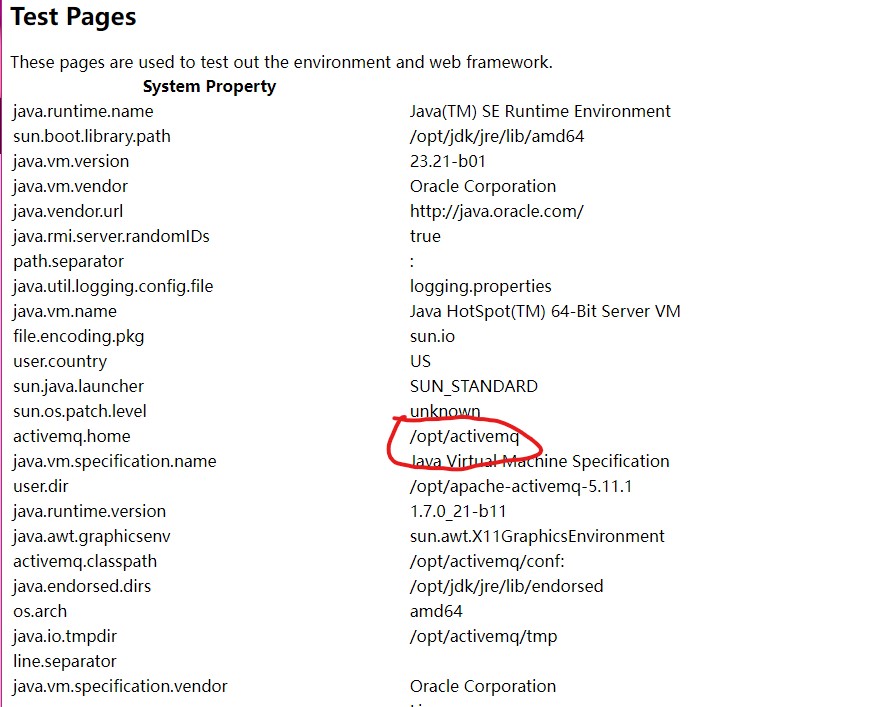 Test Pages
These pages are used to test out the environment and web framework.
System Property
java.runtime.name Java(TM) SE Runtime Environment
sun.boot.library.path /opt/jdk/jre/lib/amd64
java.vm.version 23.21-b01
java.vm.vendor Oracle Corporation
java.vendor.url http://java.oracle.com/
java.rmi.server.randomIDs true
path.separator :
java.util.logging.config.file logging.properties
java.vm.name Java HotSpot(TM) 64-Bit Server VM
file.encoding.pkg sun.io
user.country US
sun.java.launcher SUN_STANDARD
sun.os.patch.level unknown
activemq.home /opt/activemq
java.vm.specification.name Java Virtual Machine Specification
user.dir /opt/apache-activemq-5.11.1
java.runtime.version 1.7.0_21-b11
java.awt.graphicsenv sun.awt.X11GraphicsEnvironment
activemq.classpath /opt/activemq/conf:
java.endorsed.dirs /opt/jdk/jre/lib/endorsed
os.arch amd64
java.io.tmpdir /opt/activemq/tmp
line.separator
java.vm.specification.vendor Oracle Corporation